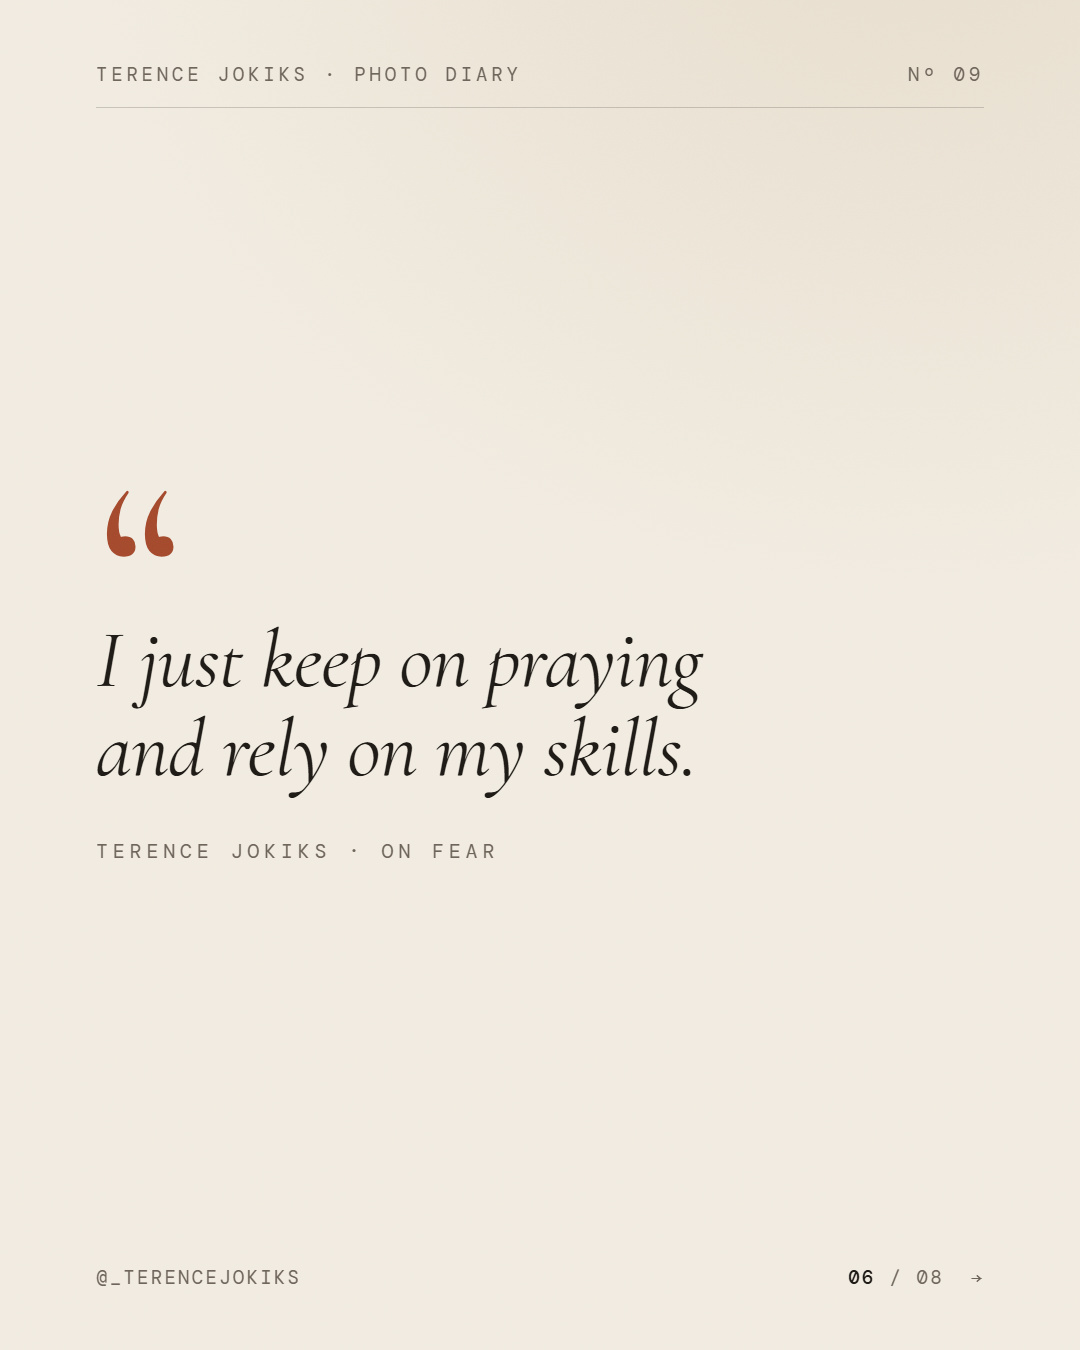 TERENCE JOKIKS · PHOTO DIARY
Nº 09
“
I just keep on praying
and rely on my skills.
TERENCE JOKIKS · ON FEAR
@_TERENCEJOKIKS
06 / 08 →